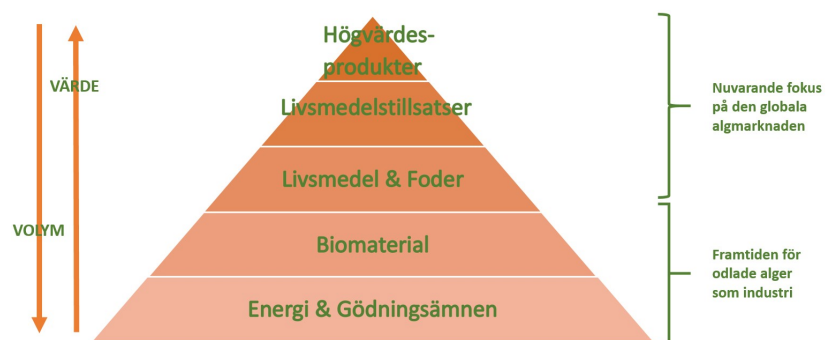 Högvärdes-
produkter
VÄRDE
Livsmedelstillsatser
Nuvarande fokus
på den globala
algmarknaden
Livsmedel & Foder
VOLYM
Biomaterial
Framtiden för
odlade alger
som industri
Energi & Gödningsämnen